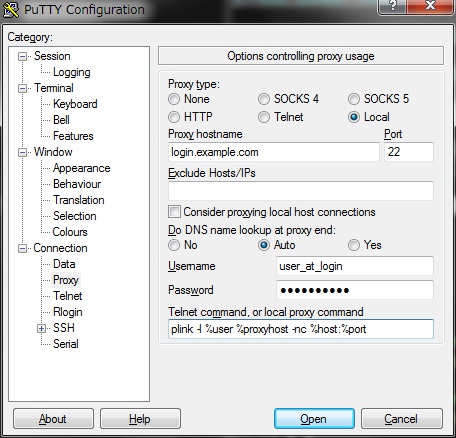 PuTTY Configuration
Category:
Session
Logging
Terminal
Keyboard
Bell
Features
Window
Appearance
Behaviour
Translation
Selection
Colours
Connection
Data
Proxy
Telnet
Rlogin
SSH
Serial
Options controlling proxy usage
Proxy type:
None SOCKS 4 SOCKS 5
HTTP Telnet Local
Proxy hostname Port
login.example.com 22
Exclude Hosts/IPs
Consider proxying local host connections
Do DNS name lookup at proxy end:
No Auto Yes
Username user_at_login
Password ●●●●●●●●●●
Telnet command, or local proxy command
plink -l %user %proxyhost -nc %host:%port
About Help Open Cancel